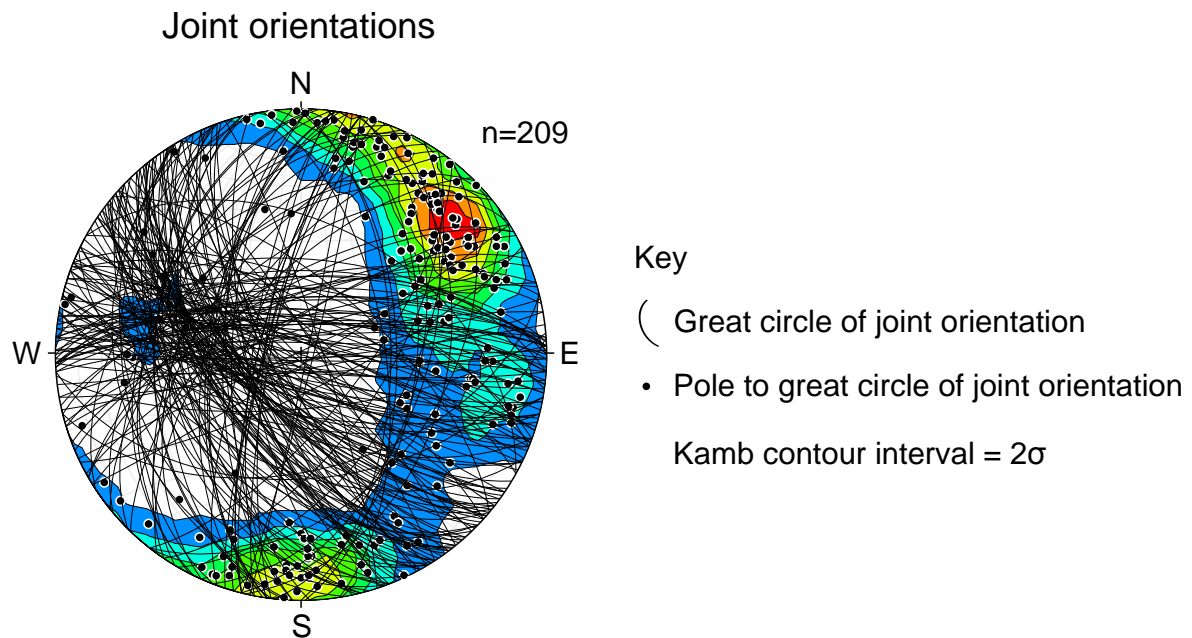 Joint orientations
N
n=209
W
E
S
Key
Great circle of joint orientation
Pole to great circle of joint orientation
Kamb contour interval = 2σ